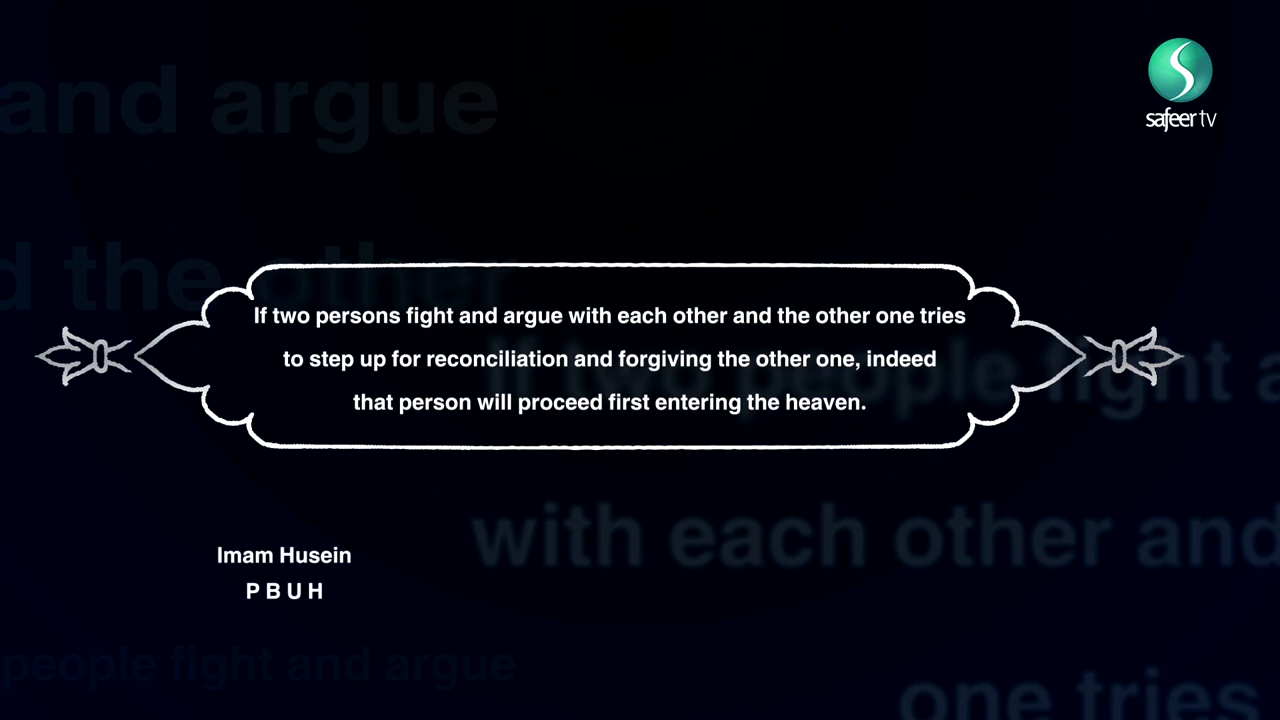 and argue
safeer tv
d the other
If two persons fight and argue with each other and the other one tries
to step up for reconciliation and forgiving the other one, indeed
that person will proceed first entering the heaven.
If two people fight a
with each other and
Imam Husein
P B U H
people fight and argue
one tries